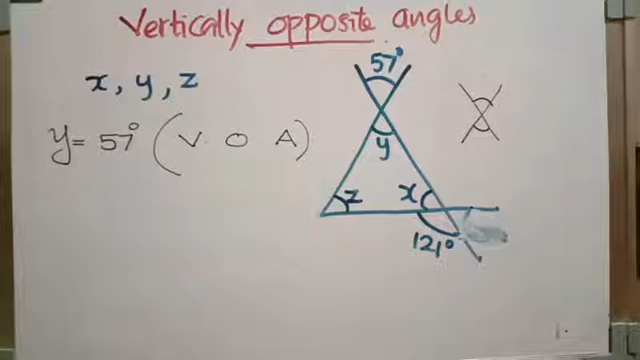 Vertically opposite angles
x, y, z
y = 57° (V O A)
57°
y
z
x
121°